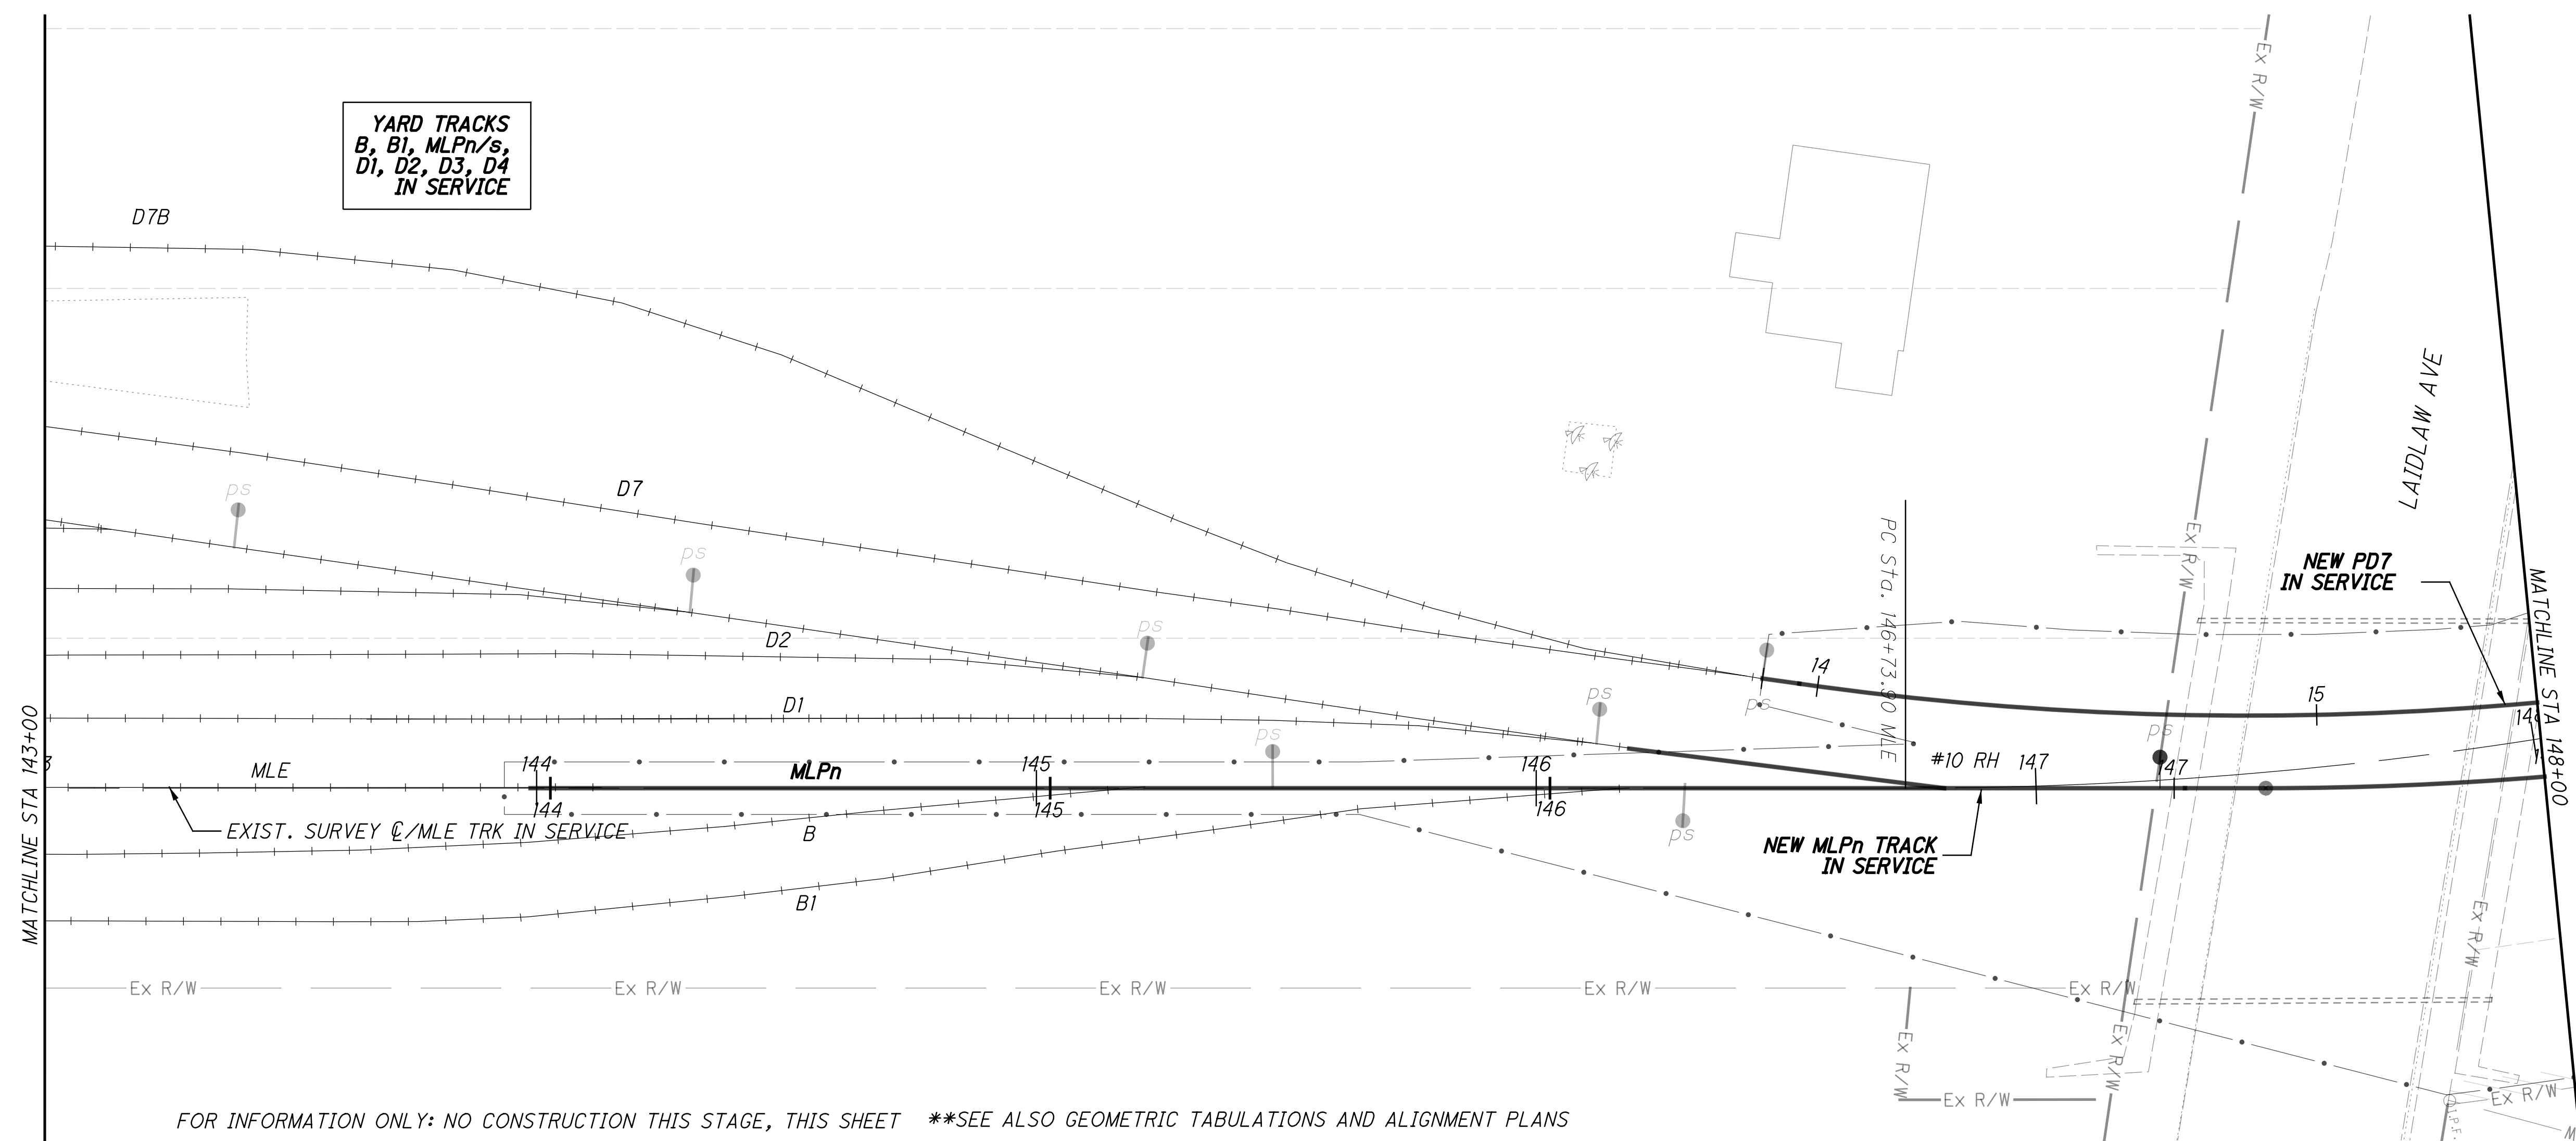 Ex R/W
YARD TRACKS
B, B1, MLPn/s,
D1, D2, D3, D4
IN SERVICE
D7B
LAIDLAW AVE
D7
ps
PC Sta. 146+73.90 MLE
Ex R/W
NEW PD7
IN SERVICE
MATCHLINE STA 148+00
ps
ps
D2
14
15
ps
ps
D1
ps
148
MATCHLINE STA 143+00
3
MLE
144
MLPn
145
ps
146
#10 RH
147
147
1
144
145
146
EXIST. SURVEY ℄/MLE TRK IN SERVICE
B
ps
NEW MLPn TRACK
IN SERVICE
B1
Ex R/W
Ex R/W
Ex R/W
Ex R/W
Ex R/W
Ex R/W
Ex R/W
Ex R/W
Ex R/W
Ex R/W
I.P.F.
FOR INFORMATION ONLY: NO CONSTRUCTION THIS STAGE, THIS SHEET **SEE ALSO GEOMETRIC TABULATIONS AND ALIGNMENT PLANS